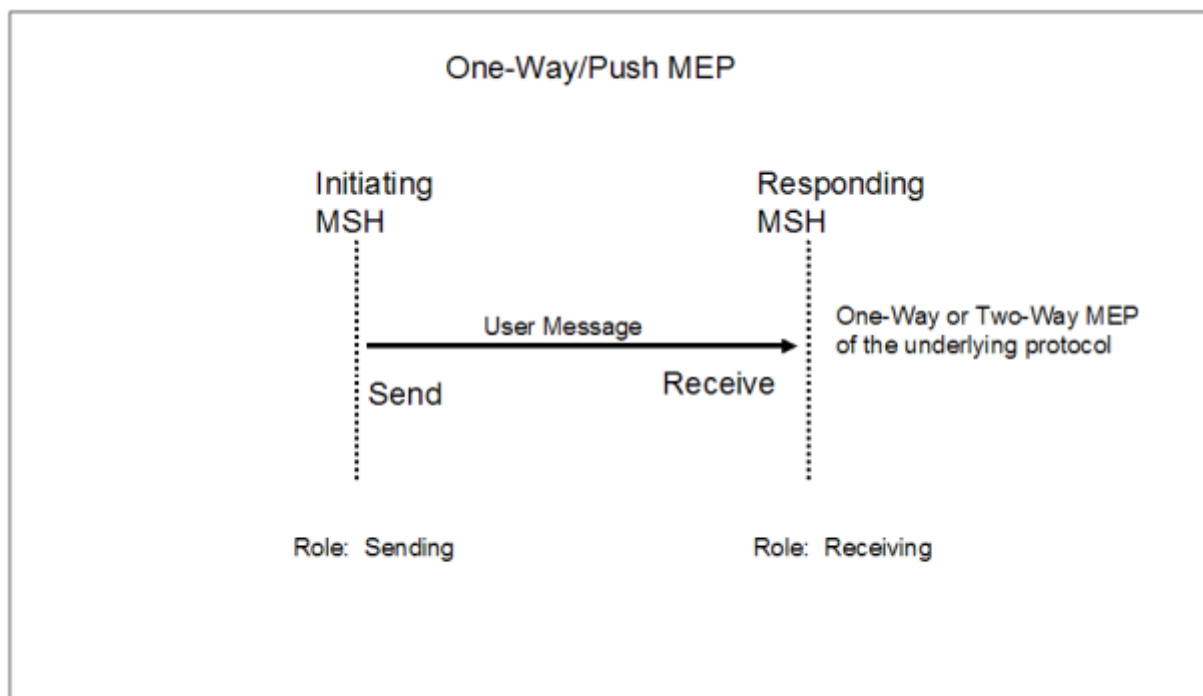 One-Way/Push MEP
Initiating
MSH
Responding
MSH
User Message
One-Way or Two-Way MEP
of the underlying protocol
Send
Receive
Role: Sending
Role: Receiving